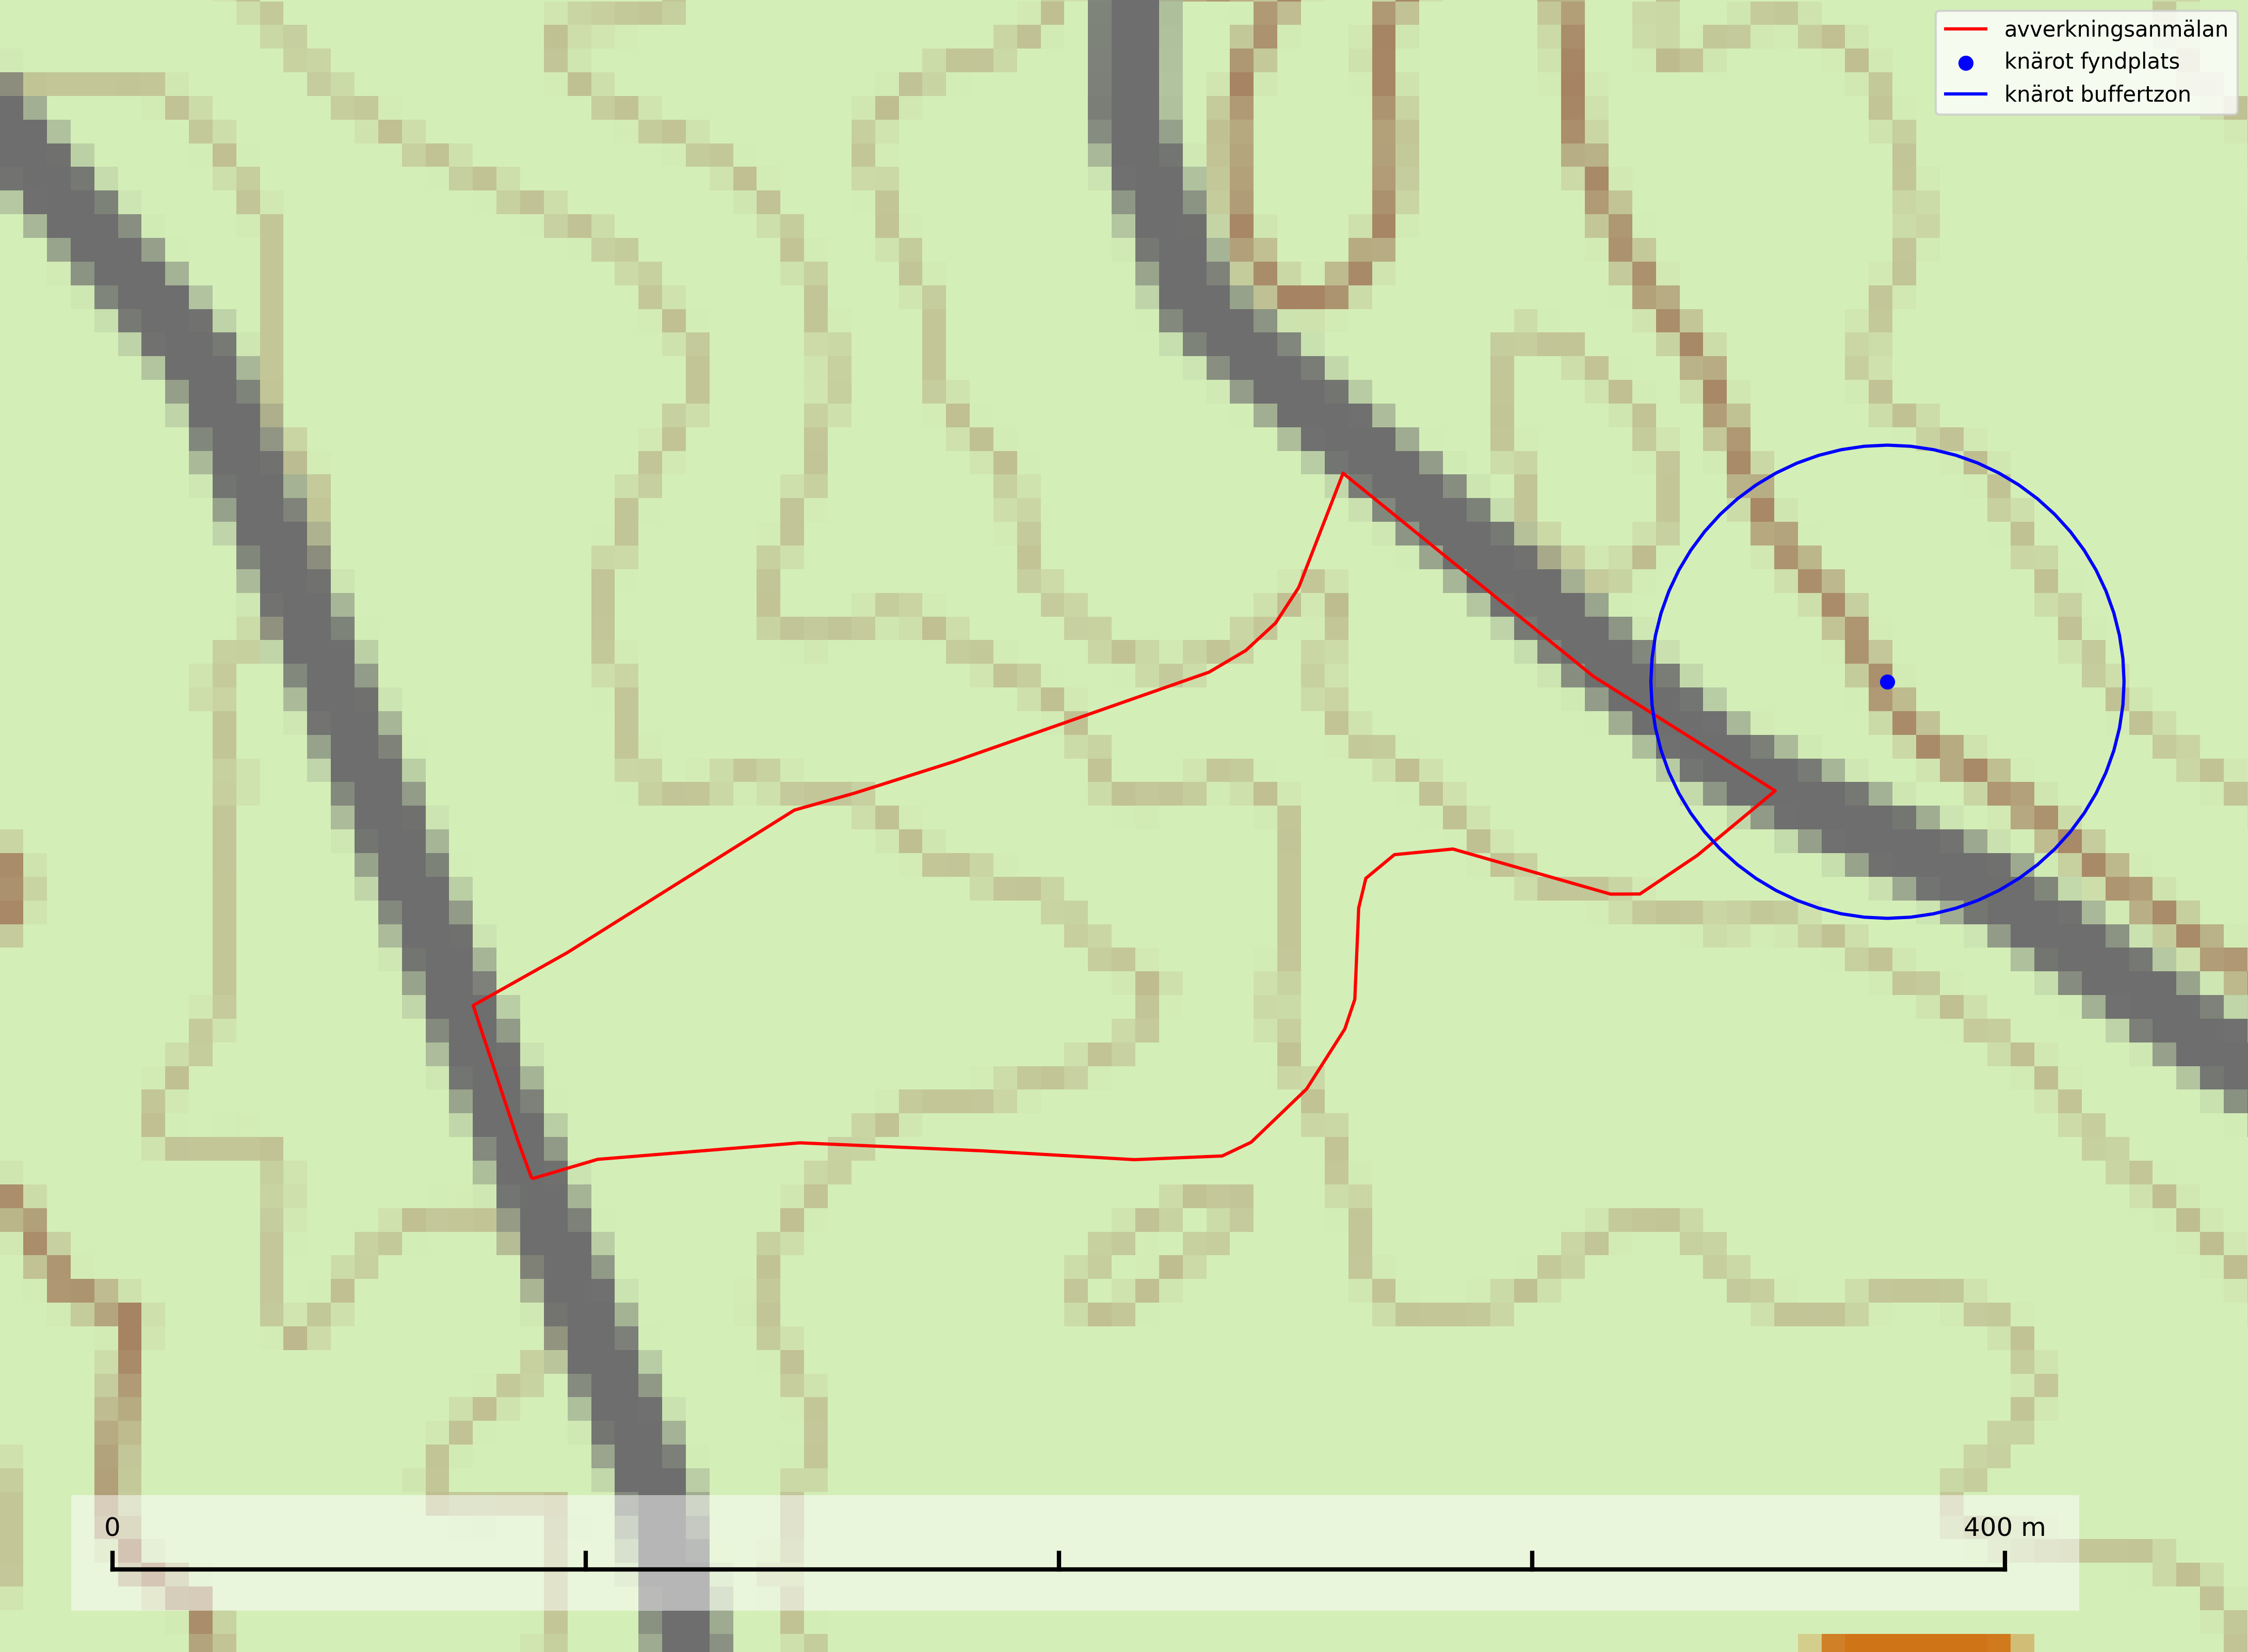 avverkningsanmälan
knärot fyndplats
knärot buffertzon
0
400 m